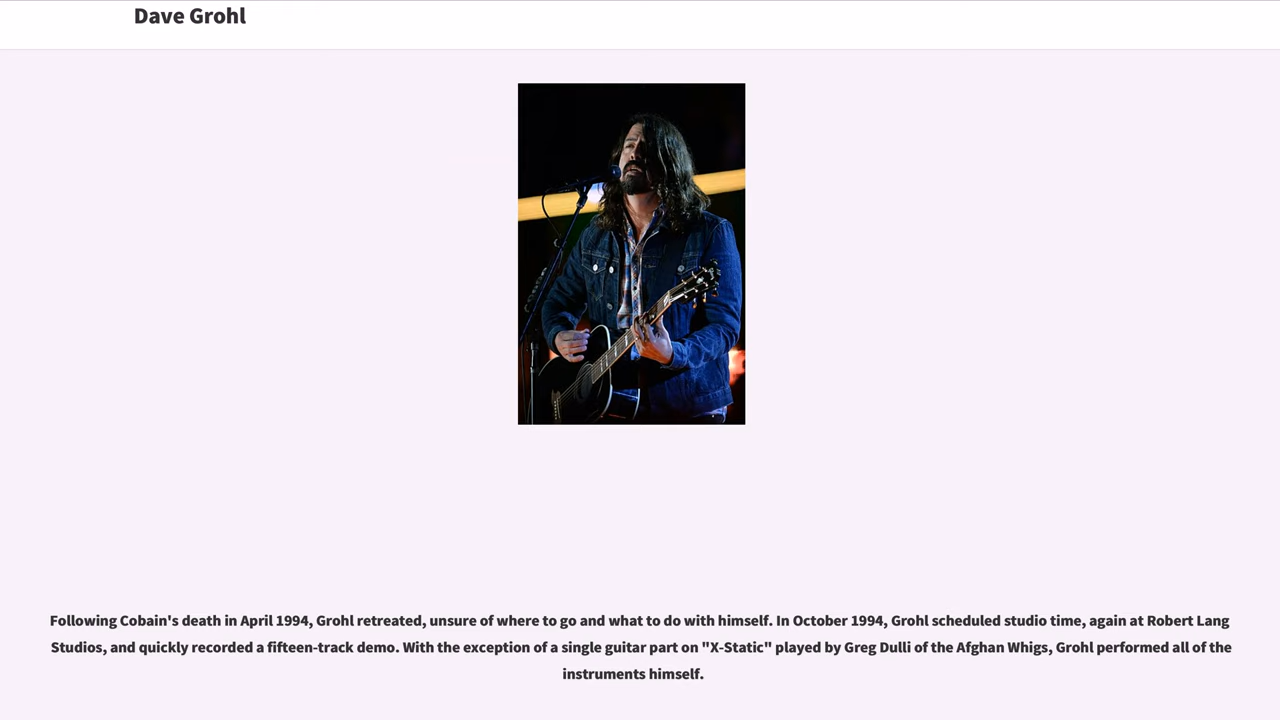 Dave Grohl
Following Cobain's death in April 1994, Grohl retreated, unsure of where to go and what to do with himself. In October 1994, Grohl scheduled studio time, again at Robert Lang
Studios, and quickly recorded a fifteen-track demo. With the exception of a single guitar part on "X-Static" played by Greg Dulli of the Afghan Whigs, Grohl performed all of the
instruments himself.